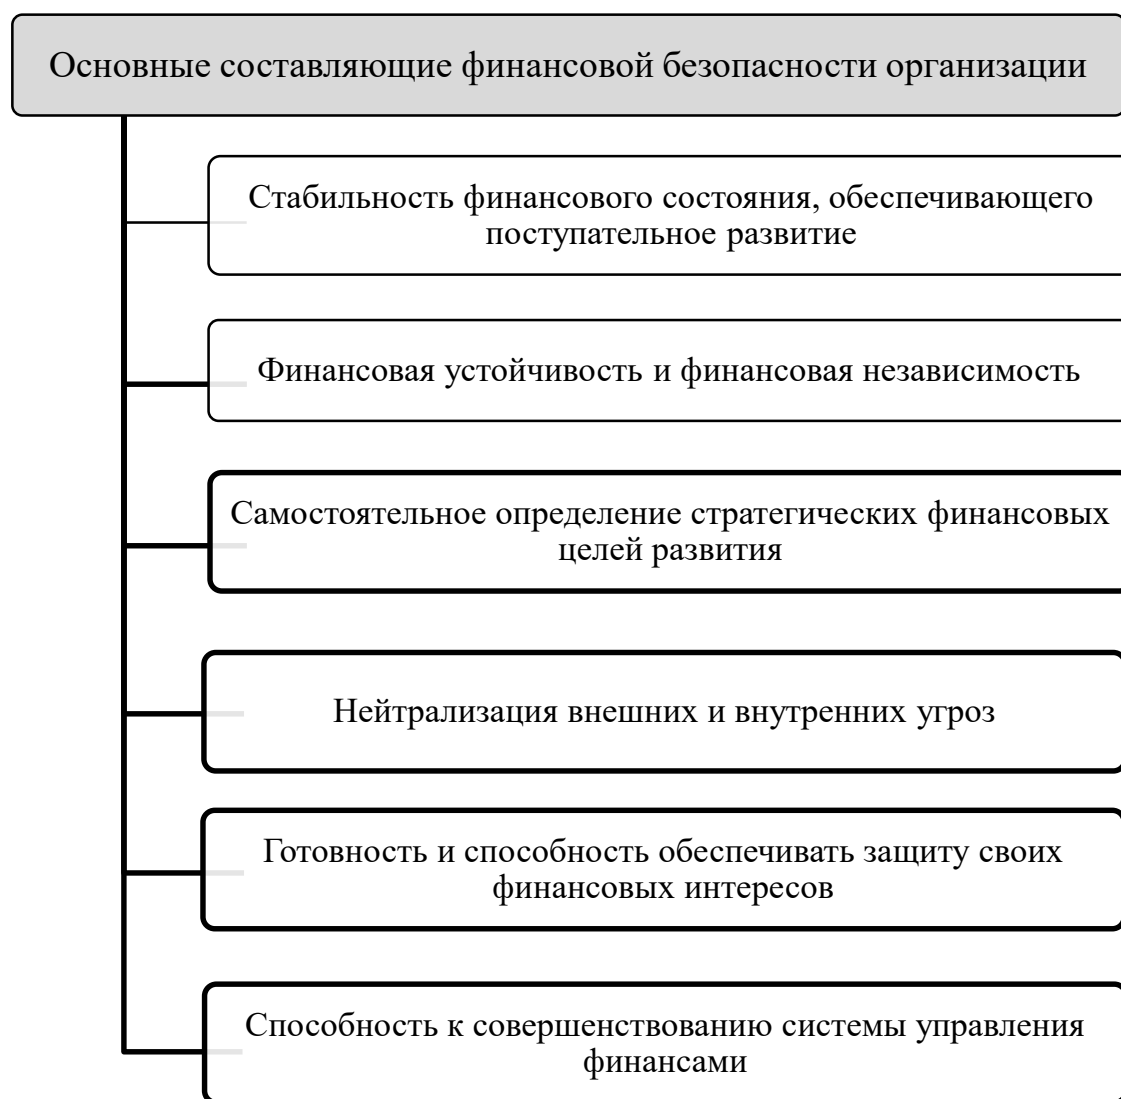 Основные составляющие финансовой безопасности организации
Стабильность финансового состояния, обеспечивающего
поступательное развитие
Финансовая устойчивость и финансовая независимость
Самостоятельное определение стратегических финансовых
целей развития
Нейтрализация внешних и внутренних угроз
Готовность и способность обеспечивать защиту своих
финансовых интересов
Способность к совершенствованию системы управления
финансами